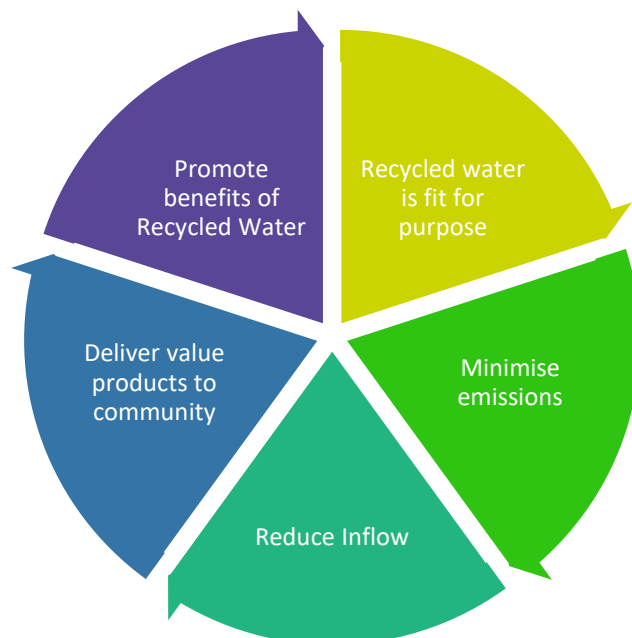 Promote
benefits of
Recycled Water
Recycled water
is fit for
purpose
Deliver value
products to
community
Minimise
emissions
Reduce Inflow